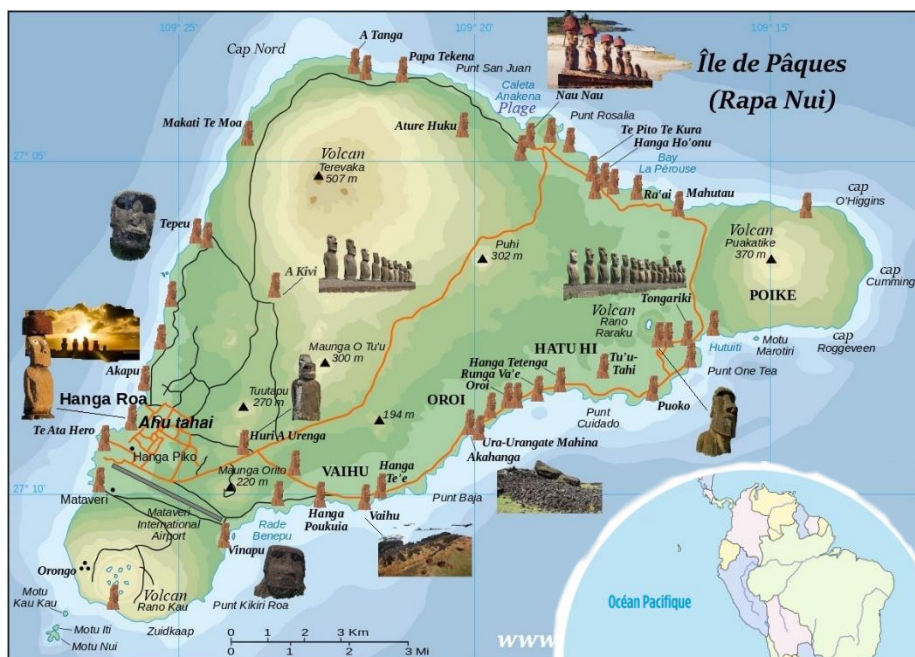 109° 25
109° 20
109° 15
Île de Pâques
(Rapa Nui)
Cap Nord
A Tanga
Papa Tekena
Punt San Juan
Caleta
Anakena
Plage
Nau Nau
Punt Rosalia
Makati Te Moa
Ature Huku
Te Pito Te Kura
Hanga Ho'onu
27° 05
Volcan
Terevaka
507 m
Bay
La Pérouse
Ra'ai
Mahutau
cap
O'Higgins
Tepeu
Puhi
302 m
Volcan
Puakatike
370 m
A Kivi
Tongariki
POIKE
cap
Cumming
Volcan
Rano
Raraku
Maunga O Tu'u
300 m
HATU HI
Hutuiti
Motu
Marotiri
cap
Roggeveen
Akapu
Hanga Tetenga
Runga Va'e
Oroi
Tu'u-
Tahi
Punt One Tea
Hanga Roa
Tuutapu
270 m
OROI
Puoko
Ahu tahai
194 m
Punt
Cuidado
Te Ata Hero
Huri A Urenga
Ura-Urangate Mahina
Akahanga
Hanga Piko
Maunga Orito
220 m
VAIHU
Hanga
Te'e
27° 10
Mataveri
Mataveri
International
Airport
Rade
Benepu
Hanga
Poukuia
Vaihu
Punt Baja
Vinapu
Orongo
Volcan
Rano Kau
Punt Kikiri Roa
Motu
Kau Kau
Motu Iti
Motu Nui
Zuidkaap
0 1 2 3 Km
0 1 2 3 Mi
www
Océan Pacifique